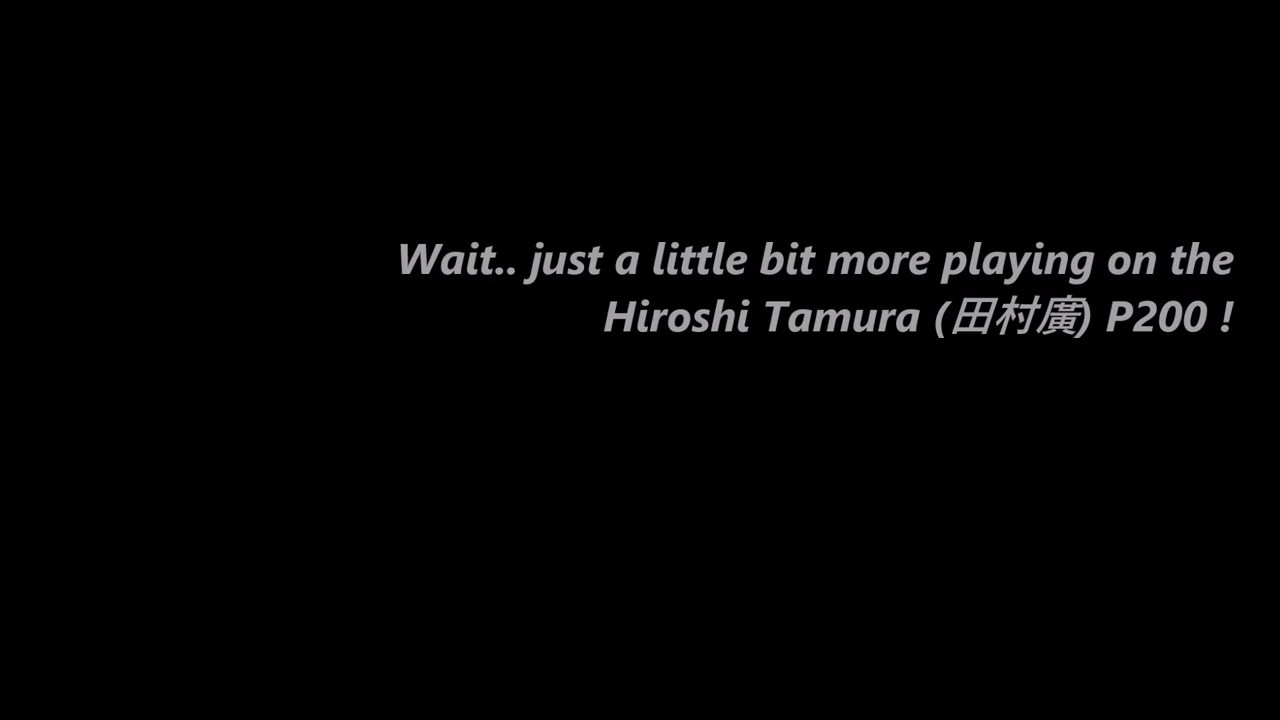 Wait.. just a little bit more playing on the
Hiroshi Tamura (田村廣) P200 !